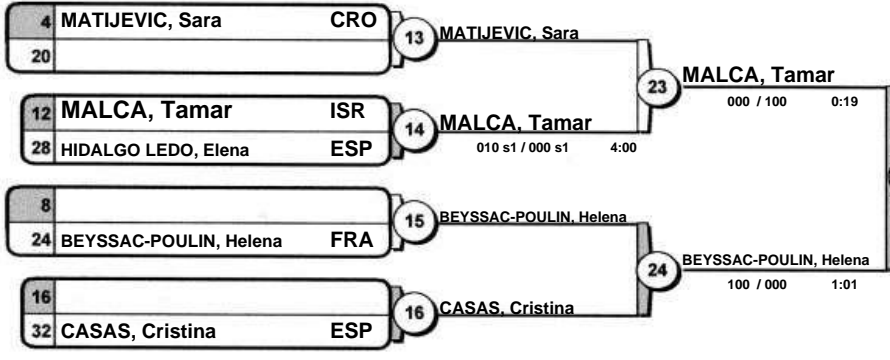 4 MATIJEVIC, Sara CRO
20
13
MATIJEVIC, Sara
12 MALCA, Tamar ISR
28 HIDALGO LEDO, Elena ESP
14
MALCA, Tamar
010 s1 / 000 s1 4:00
23
MALCA, Tamar
000 / 100 0:19
8
24 BEYSSAC-POULIN, Helena FRA
15
BEYSSAC-POULIN, Helena
16
32 CASAS, Cristina ESP
16
CASAS, Cristina
24
BEYSSAC-POULIN, Helena
100 / 000 1:01